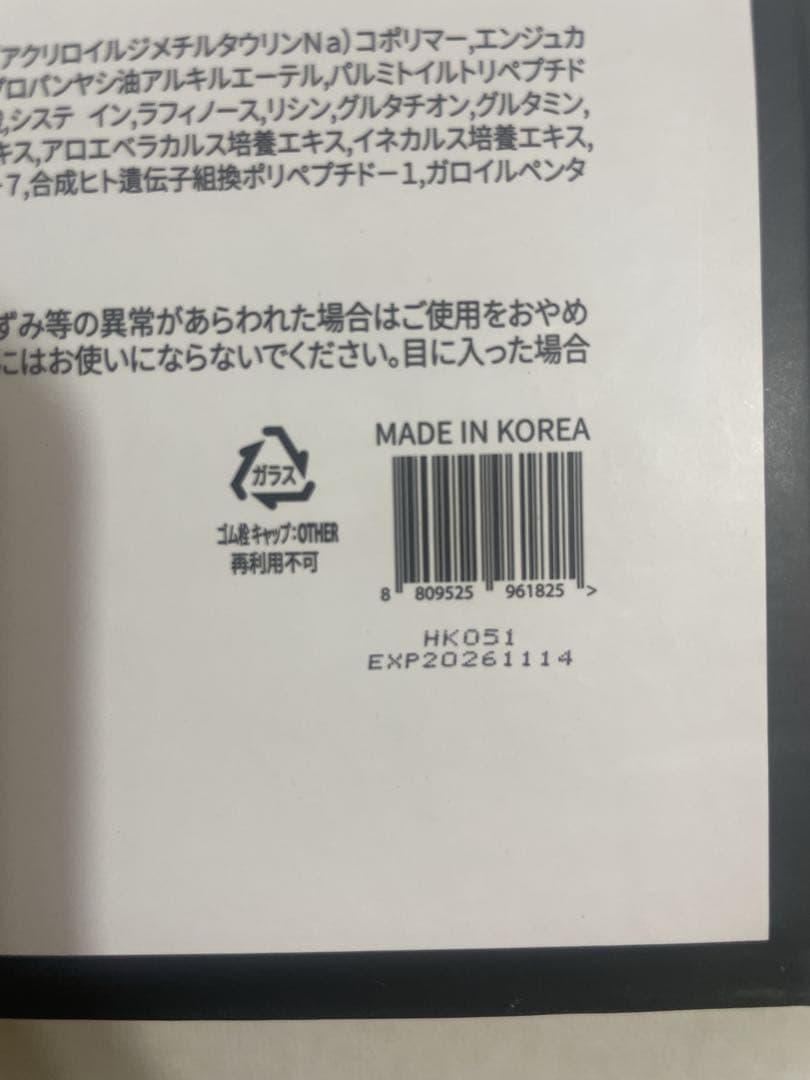 アクリロイルジメチルタウリンNa)コポリマー,エンジュカ
プロパンヤシ油アルキルエーテル,パルミトイルトリペプチド
,システ イン,ラフィノース,リシン,グルタチオン,グルタミン,
キス,アロエベラカルス培養エキス,イネカルス培養エキス,
-7,合成ヒト遺伝子組換ポリペプチドー1,ガロイルペンタ
ずみ等の異常があらわれた場合はご使用をおやめ
にはお使いにならないでください。目に入った場合
MADE IN KOREA
ガラス
ゴム栓 キャップ:OTHER
再利用不可
8 809525 961825 >
HK051
EXP20261114